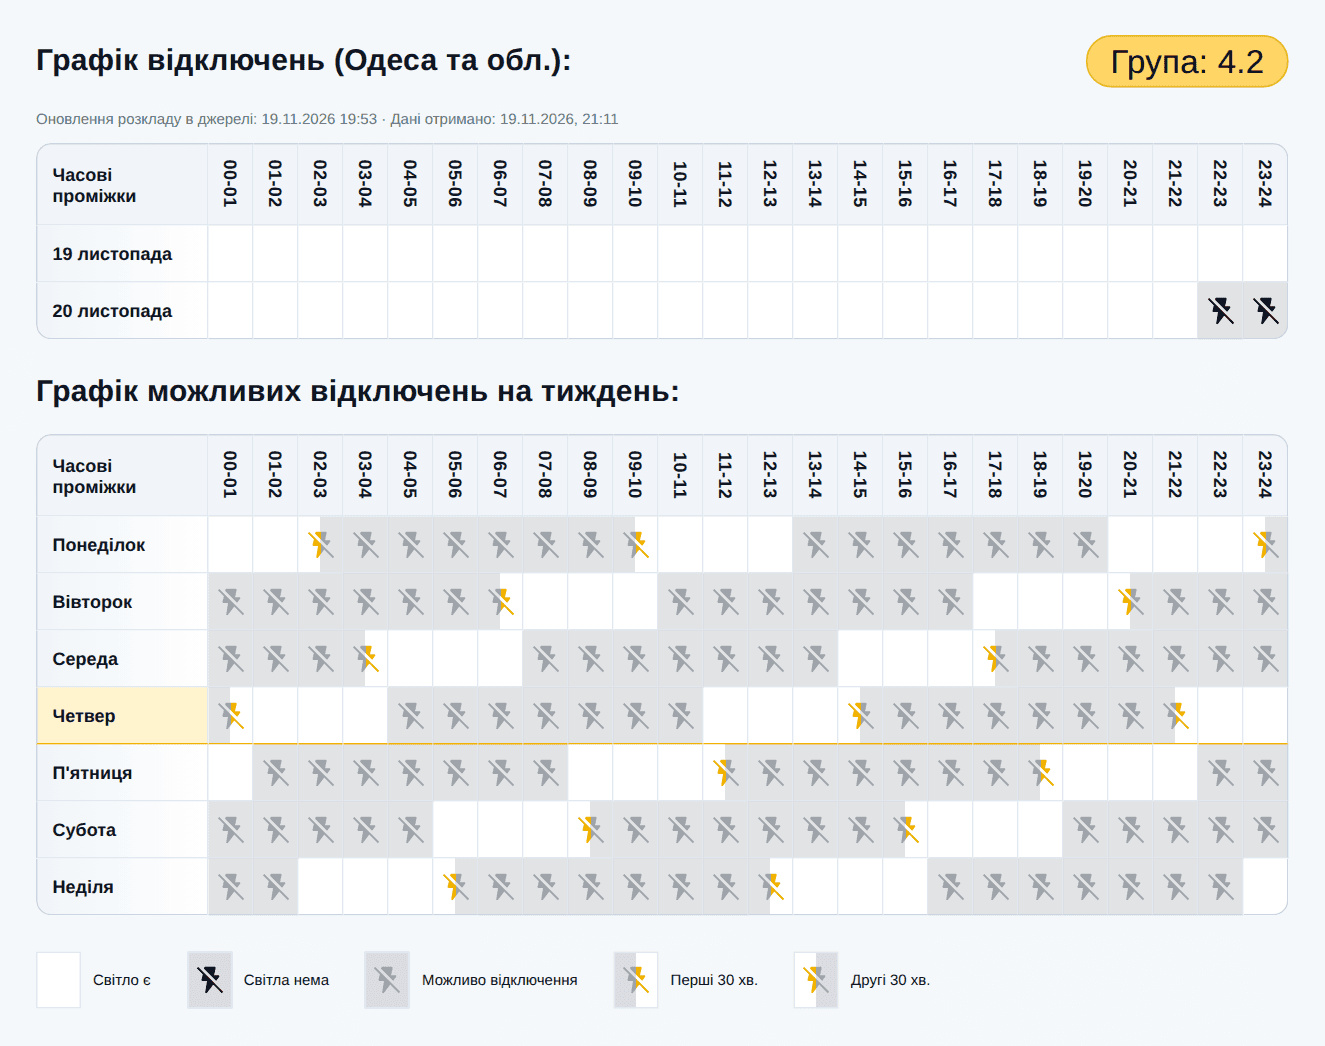 Графік відключень (Одеса та обл.):
Група: 4.2
Оновлення розкладу в джерелі: 19.11.2026 19:53 · Дані отримано: 19.11.2026, 21:11
Часові проміжки 00-01 01-02 02-03 03-04 04-05 05-06 06-07 07-08 08-09 09-10 10-11 11-12 12-13 13-14 14-15 15-16 16-17 17-18 18-19 19-20 20-21 21-22 22-23 23-24
19 листопада
20 листопада
Графік можливих відключень на тиждень:
Часові проміжки 00-01 01-02 02-03 03-04 04-05 05-06 06-07 07-08 08-09 09-10 10-11 11-12 12-13 13-14 14-15 15-16 16-17 17-18 18-19 19-20 20-21 21-22 22-23 23-24
Понеділок
Вівторок
Середа
Четвер
П'ятниця
Субота
Неділя
Світло є Світла нема Можливо відключення Перші 30 хв. Другі 30 хв.